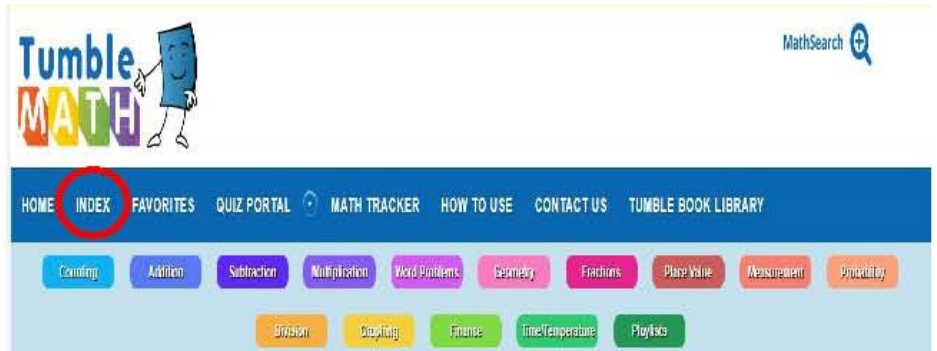 Tumble
MATH
MathSearch
HOME INDEX FAVORITES QUIZ PORTAL MATH TRACKER HOW TO USE CONTACT US TUMBLE BOOK LIBRARY
Counting Addition Subtraction Multiplication Word Problems Geometry Fractions Place Value Measurement Probability
Division Graphing Finance Time/Temperature Playlists